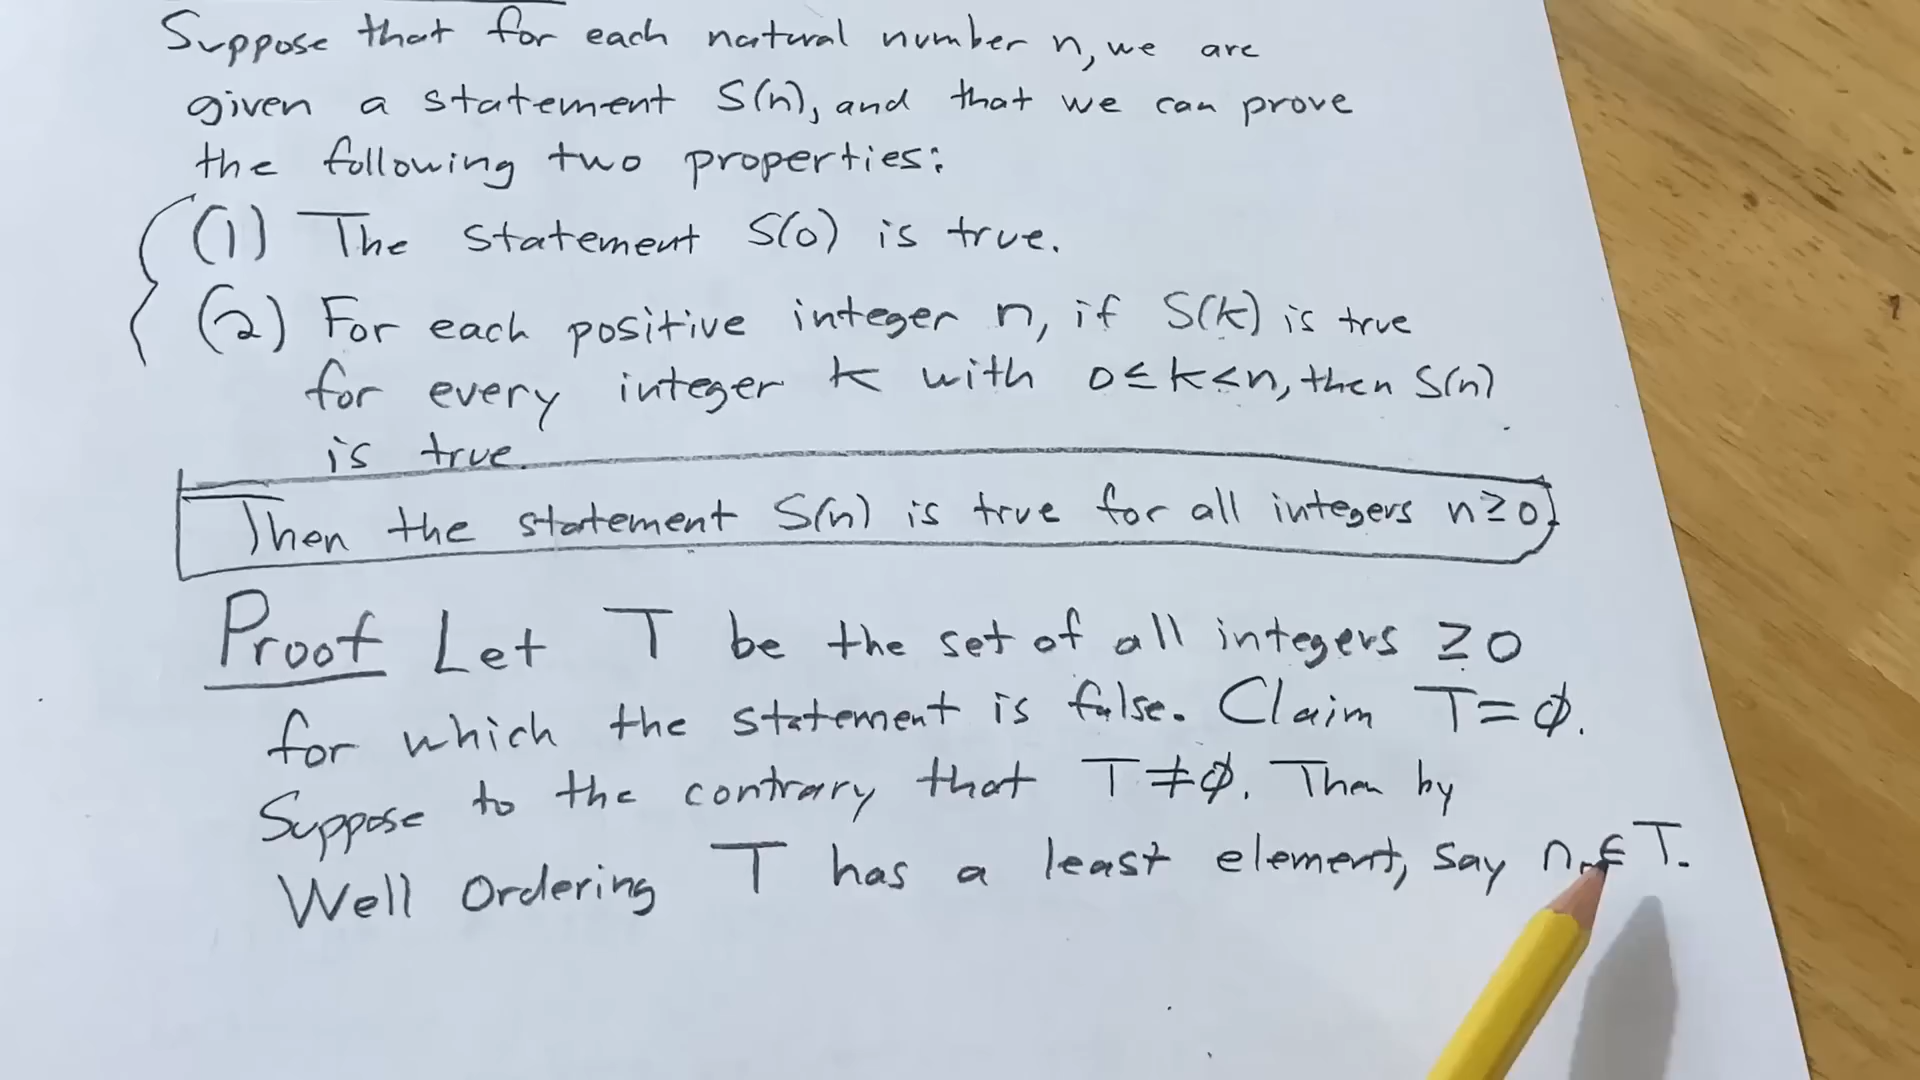 Suppose that for each natural number n, we are
given a statement S(n), and that we can prove
the following two properties:
(1) The statement S(0) is true.
(2) For each positive integer n, if S(k) is true
for every integer k with 0≤k<n, then S(n)
is true.
Then the statement S(n) is true for all integers n≥0.
Proof Let T be the set of all integers ≥0
for which the statement is false. Claim T=∅.
Suppose to the contrary that T≠∅. Then by
Well Ordering T has a least element, say n ∈ T.